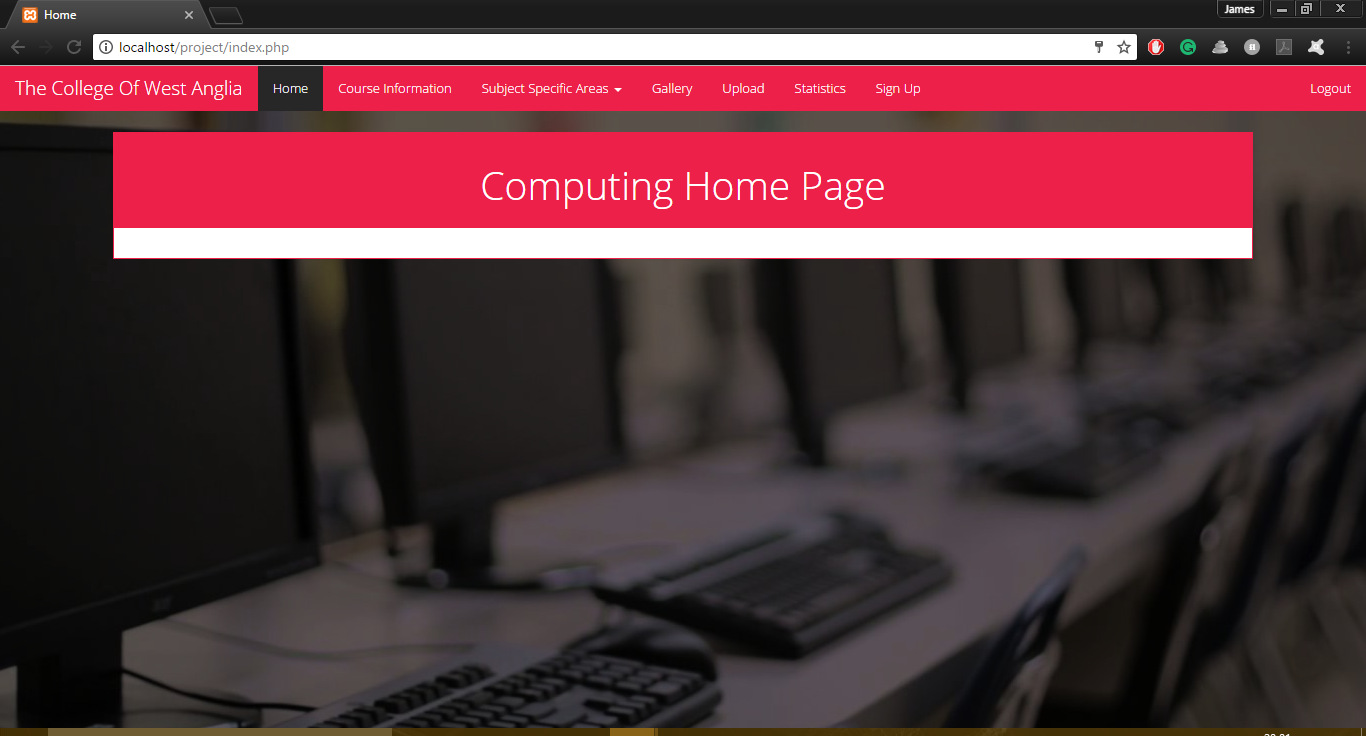 Home
James
localhost/project/index.php
The College Of West Anglia
Home
Course Information
Subject Specific Areas
Gallery
Upload
Statistics
Sign Up
Logout
Computing Home Page